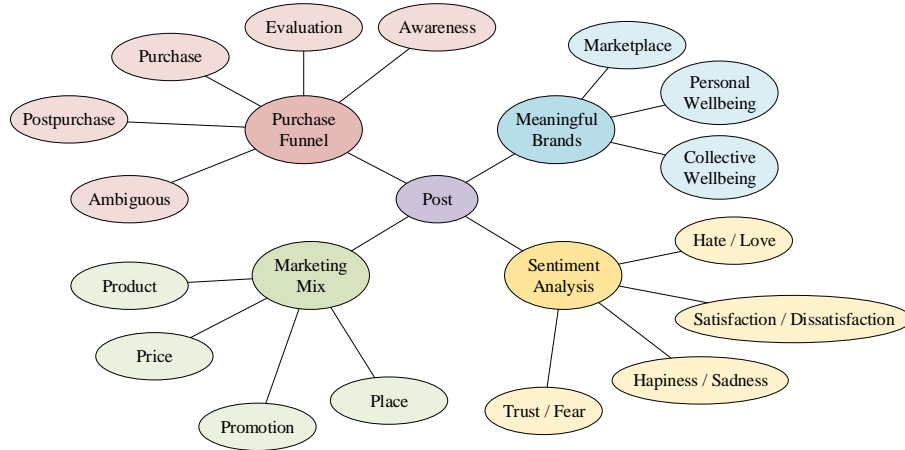 Evaluation
Awareness
Purchase
Marketplace
Postpurchase
Purchase
Funnel
Meaningful
Brands
Personal
Wellbeing
Collective
Wellbeing
Ambiguous
Post
Hate / Love
Marketing
Mix
Sentiment
Analysis
Product
Satisfaction / Dissatisfaction
Price
Hapiness / Sadness
Place
Trust / Fear
Promotion